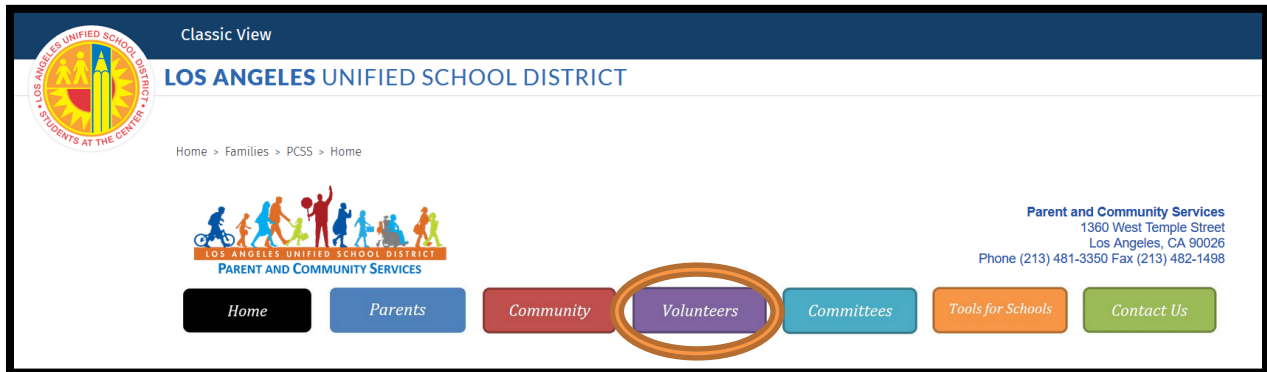 Classic View
LOS ANGELES UNIFIED SCHOOL DISTRICT
LOS ANGELES UNIFIED SCHOOL DISTRICT • STUDENTS AT THE CENTER •
Home > Families > PCSS > Home
LOS ANGELES UNIFIED SCHOOL DISTRICT
PARENT AND COMMUNITY SERVICES
Parent and Community Services
1360 West Temple Street
Los Angeles, CA 90026
Phone (213) 481-3350 Fax (213) 482-1498
Home Parents Community Volunteers Committees Tools for Schools Contact Us